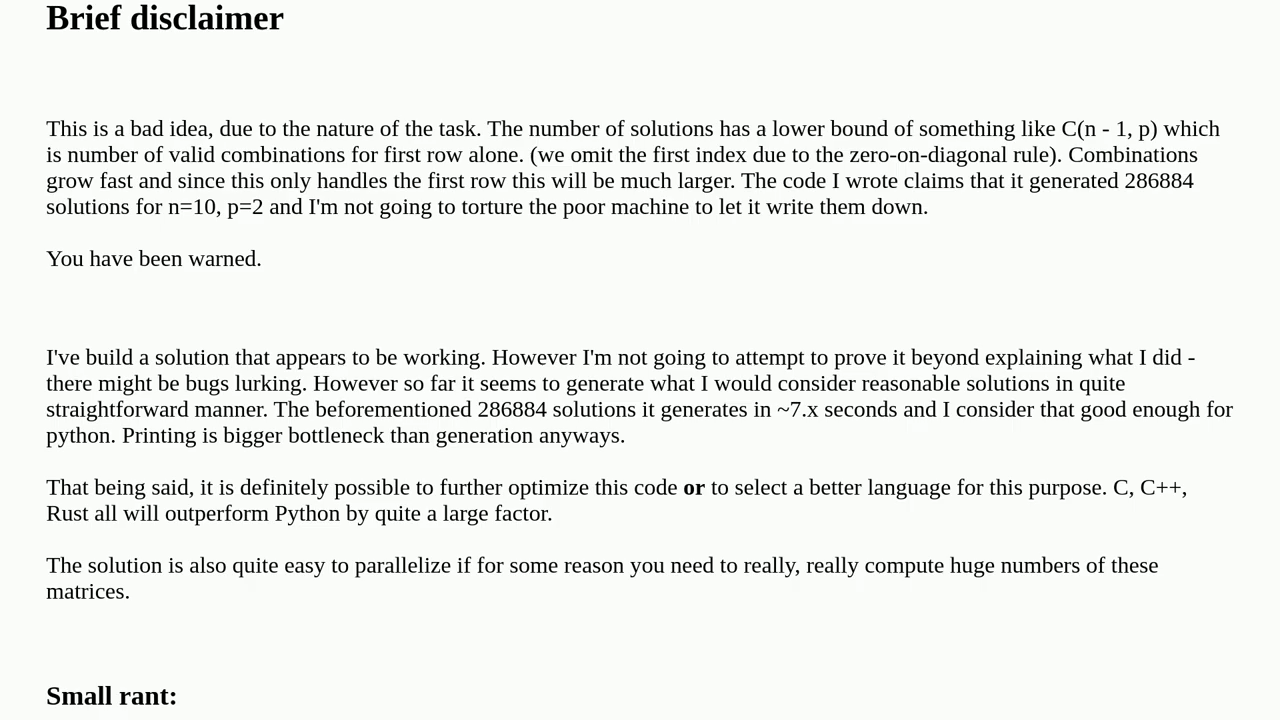 Brief disclaimer
This is a bad idea, due to the nature of the task. The number of solutions has a lower bound of something like C(n - 1, p) which
is number of valid combinations for first row alone. (we omit the first index due to the zero-on-diagonal rule). Combinations
grow fast and since this only handles the first row this will be much larger. The code I wrote claims that it generated 286884
solutions for n=10, p=2 and I'm not going to torture the poor machine to let it write them down.
You have been warned.
I've build a solution that appears to be working. However I'm not going to attempt to prove it beyond explaining what I did -
there might be bugs lurking. However so far it seems to generate what I would consider reasonable solutions in quite
straightforward manner. The beforementioned 286884 solutions it generates in ~7.x seconds and I consider that good enough for
python. Printing is bigger bottleneck than generation anyways.
That being said, it is definitely possible to further optimize this code or to select a better language for this purpose. C, C++,
Rust all will outperform Python by quite a large factor.
The solution is also quite easy to parallelize if for some reason you need to really, really compute huge numbers of these
matrices.
Small rant: